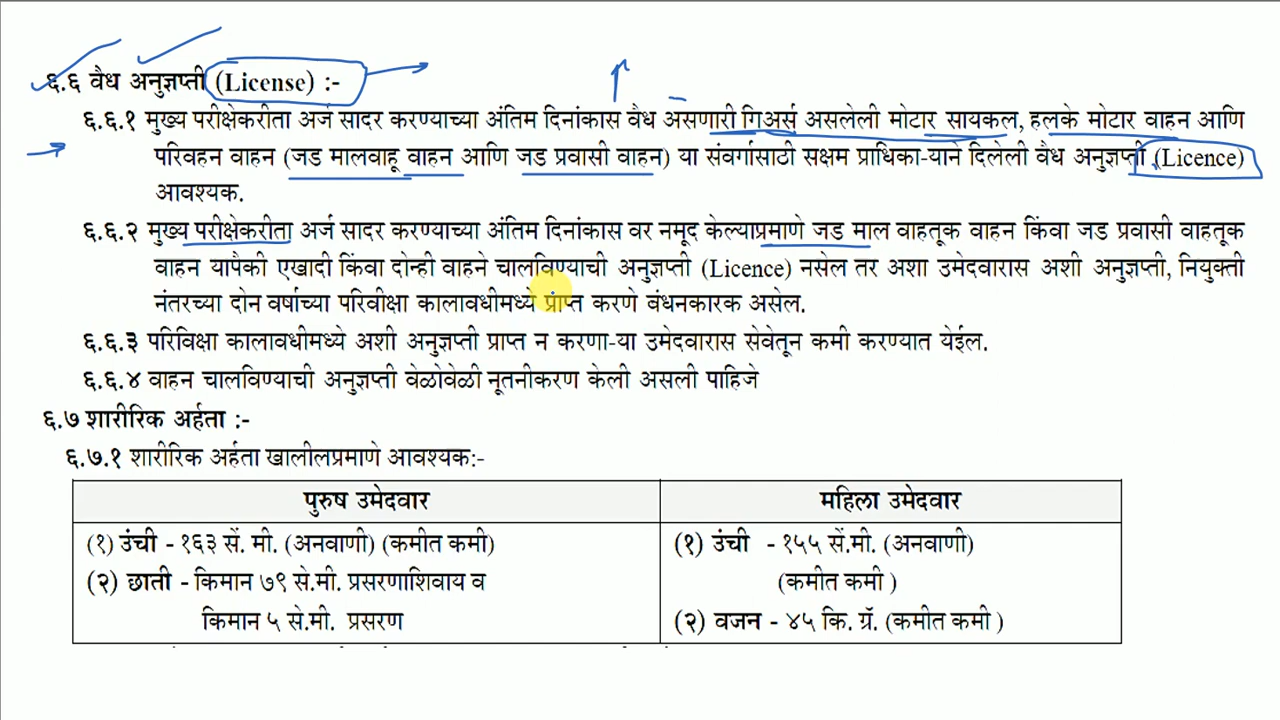 ६.६ वैध अनुज्ञप्ती (License) :-
६.६.१ मुख्य परीक्षेकरीता अर्ज सादर करण्याच्या अंतिम दिनांकास वैध असणारी गिअर्स असलेली मोटार सायकल, हलके मोटार वाहन आणि
परिवहन वाहन (जड मालवाहू वाहन आणि जड प्रवासी वाहन) या संवर्गासाठी सक्षम प्राधिका-याने दिलेली वैध अनुज्ञप्ती (Licence)
आवश्यक.
६.६.२ मुख्य परीक्षेकरीता अर्ज सादर करण्याच्या अंतिम दिनांकास वर नमूद केल्याप्रमाणे जड माल वाहतूक वाहन किंवा जड प्रवासी वाहतूक
वाहन यापैकी एखादी किंवा दोन्ही वाहने चालविण्याची अनुज्ञप्ती (Licence) नसेल तर अशा उमेदवारास अशी अनुज्ञप्ती, नियुक्ती
नंतरच्या दोन वर्षाच्या परिवीक्षा कालावधीमध्ये प्राप्त करणे बंधनकारक असेल.
६.६.३ परिविक्षा कालावधीमध्ये अशी अनुज्ञप्ती प्राप्त न करणा-या उमेदवारास सेवेतून कमी करण्यात येईल.
६.६.४ वाहन चालविण्याची अनुज्ञप्ती वेळोवेळी नूतनीकरण केली असली पाहिजे
६.७ शारीरिक अर्हता :-
६.७.१ शारीरिक अर्हता खालीलप्रमाणे आवश्यक:-
पुरुष उमेदवार महिला उमेदवार
(१) उंची - १६३ सें. मी. (अनवाणी) (कमीत कमी) (१) उंची - १५५ सें.मी. (अनवाणी)
(२) छाती - किमान ७९ से.मी. प्रसरणाशिवाय व (कमीत कमी )
किमान ५ से.मी. प्रसरण (२) वजन - ४५ कि. ग्रॅ. (कमीत कमी )